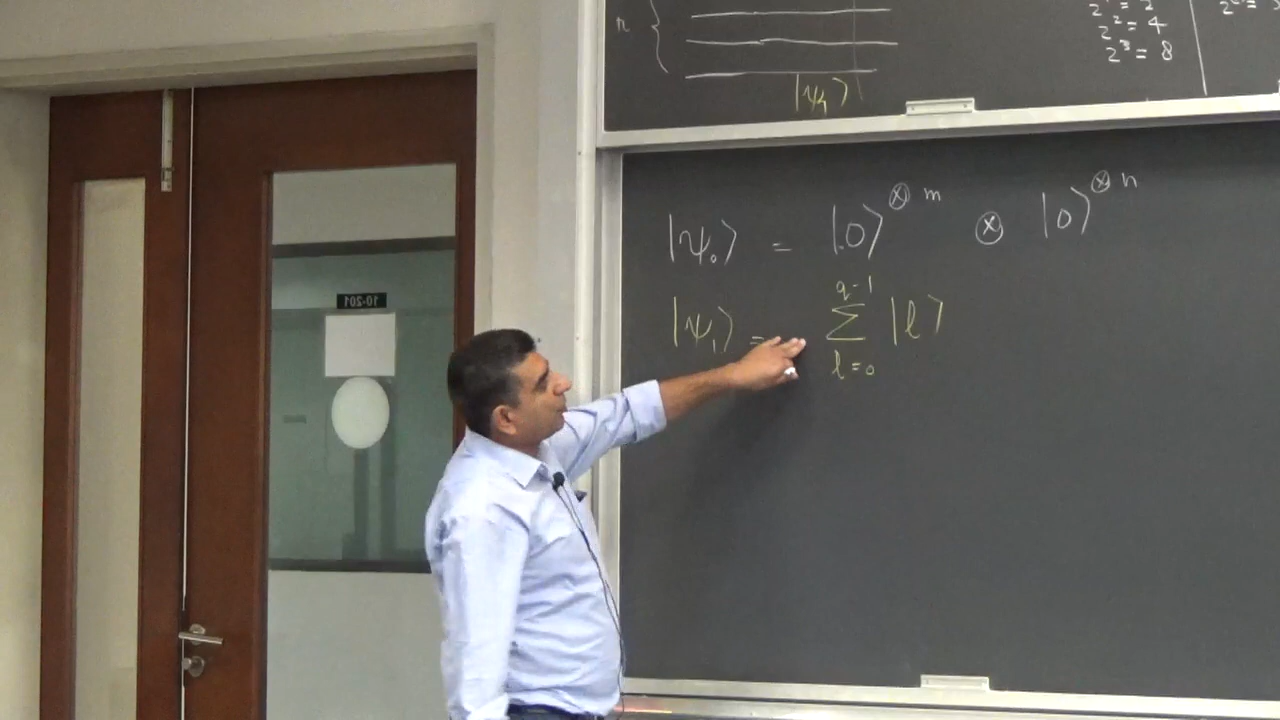 n {
|ψ₁⟩
2² = 4
2³ = 8
|ψ₀⟩ = |0⟩^⊗m ⊗ |0⟩^⊗n
|ψ₁⟩ = Σ_{l=0}^{q-1} |l⟩
10-201